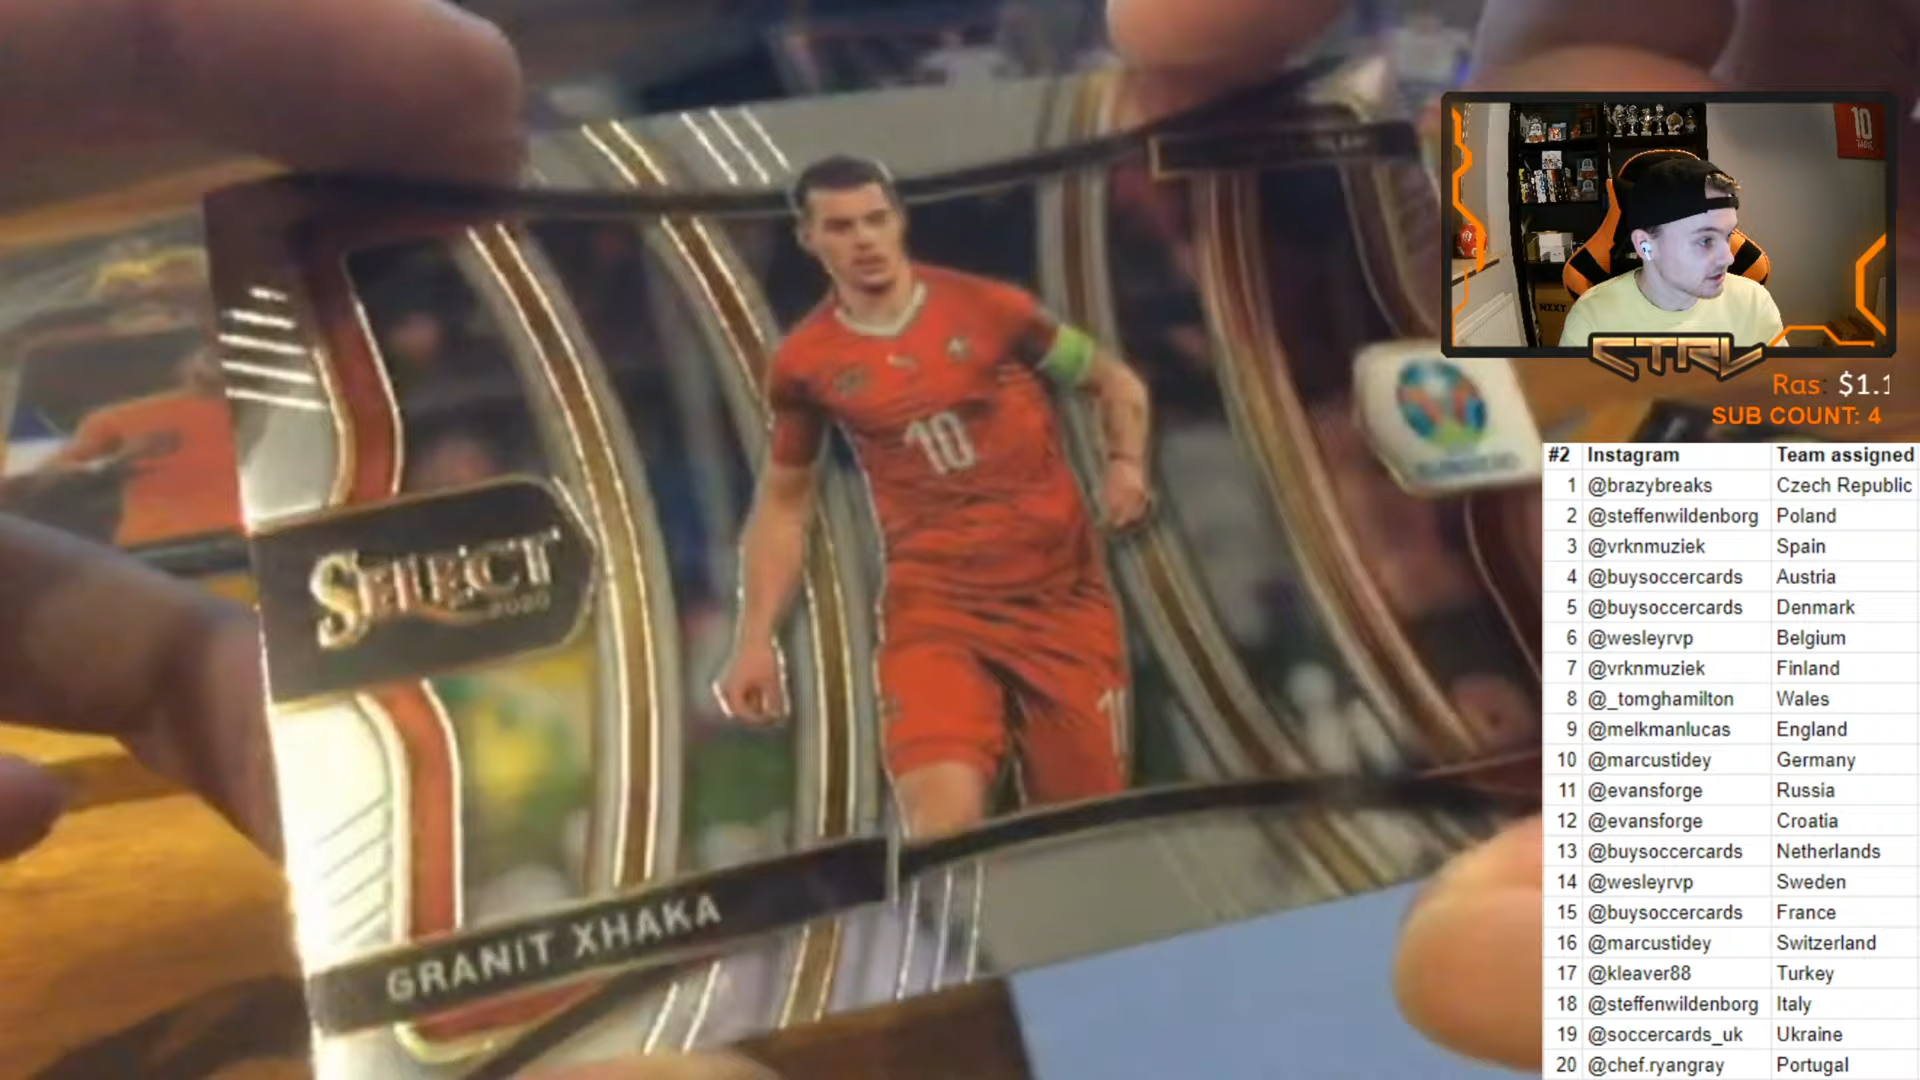 10
TADIC
NZXT
CTRL
Ras: $1.1
SUB COUNT: 4
10
SELECT
2020
GRANIT XHAKA
#2 Instagram Team assigned
1 @brazybreaks Czech Republic
2 @steffenwildenborg Poland
3 @vrknmuziek Spain
4 @buysoccercards Austria
5 @buysoccercards Denmark
6 @wesleyrvp Belgium
7 @vrknmuziek Finland
8 @_tomghamilton Wales
9 @melkmanlucas England
10 @marcustidey Germany
11 @evansforge Russia
12 @evansforge Croatia
13 @buysoccercards Netherlands
14 @wesleyrvp Sweden
15 @buysoccercards France
16 @marcustidey Switzerland
17 @kleaver88 Turkey
18 @steffenwildenborg Italy
19 @soccercards_uk Ukraine
20 @chef.ryangray Portugal